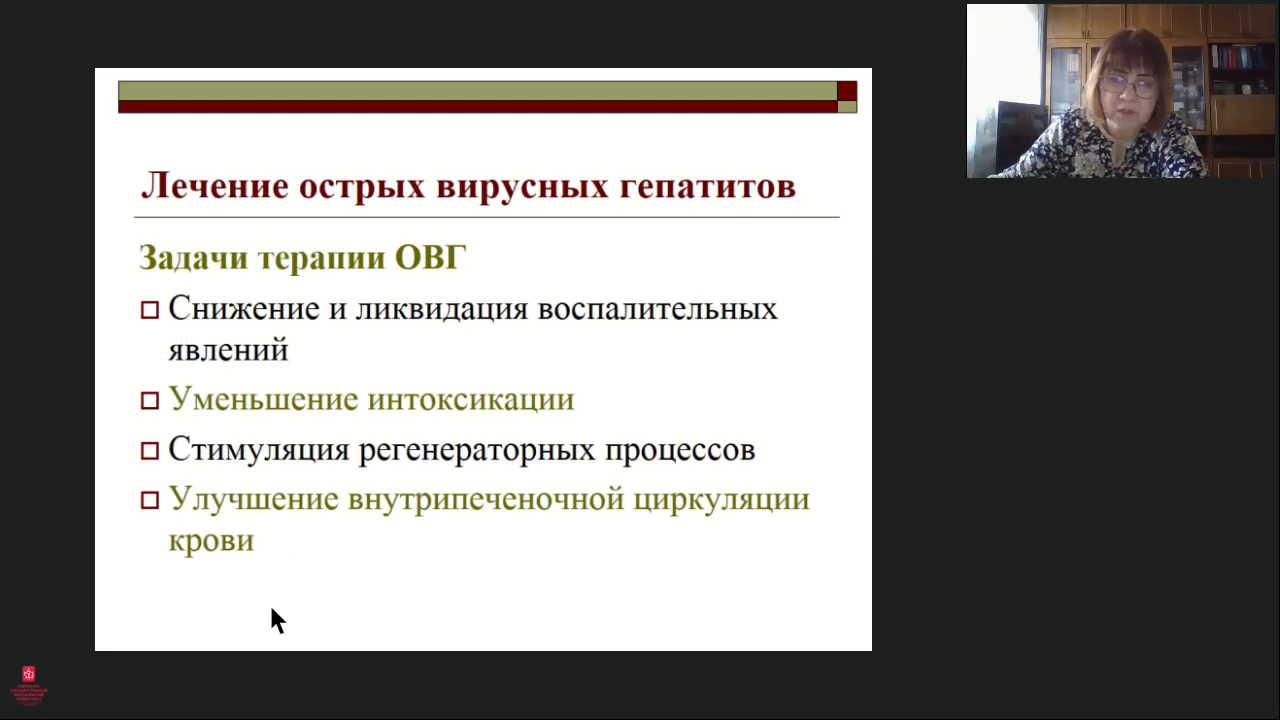 Лечение острых вирусных гепатитов
Задачи терапии ОВГ
Снижение и ликвидация воспалительных
явлений
Уменьшение интоксикации
Стимуляция регенераторных процессов
Улучшение внутрипеченочной циркуляции
крови